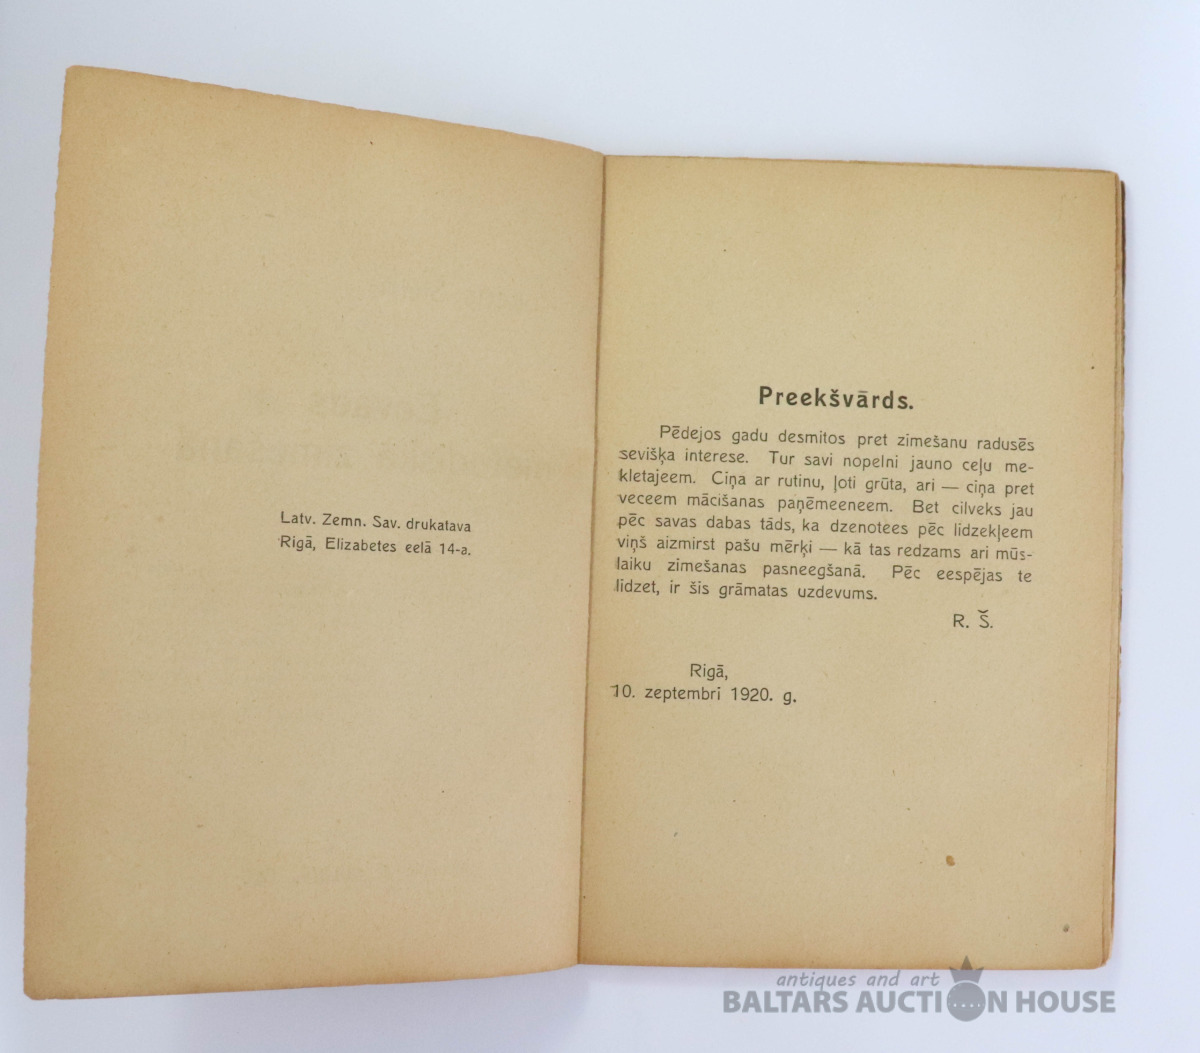 Latv. Zemn. Sav. drukatava
Rigā, Elizabetes eelā 14-a.
Preekšvārds.
Pēdejos gadu desmitos pret zimešanu radusēs
sevišķa interese. Tur savi nopelni jauno ceļu me-
kletajeem. Ciņa ar rutinu, ļoti grūta, ari — ciņa pret
veceem mācišanas paņēmeeneem. Bet cilveks jau
pēc savas dabas tāds, ka dzenotees pēc lidzekļeem
viņš aizmirst pašu mērķi — kā tas redzams ari mūs-
laiku zimešanas pasneegšanā. Pēc eespējas te
lidzet, ir šis grāmatas uzdevums.
R. Š.
Rigā,
10. zeptembri 1920. g.
antiques and art
BALTARS AUCTION HOUSE